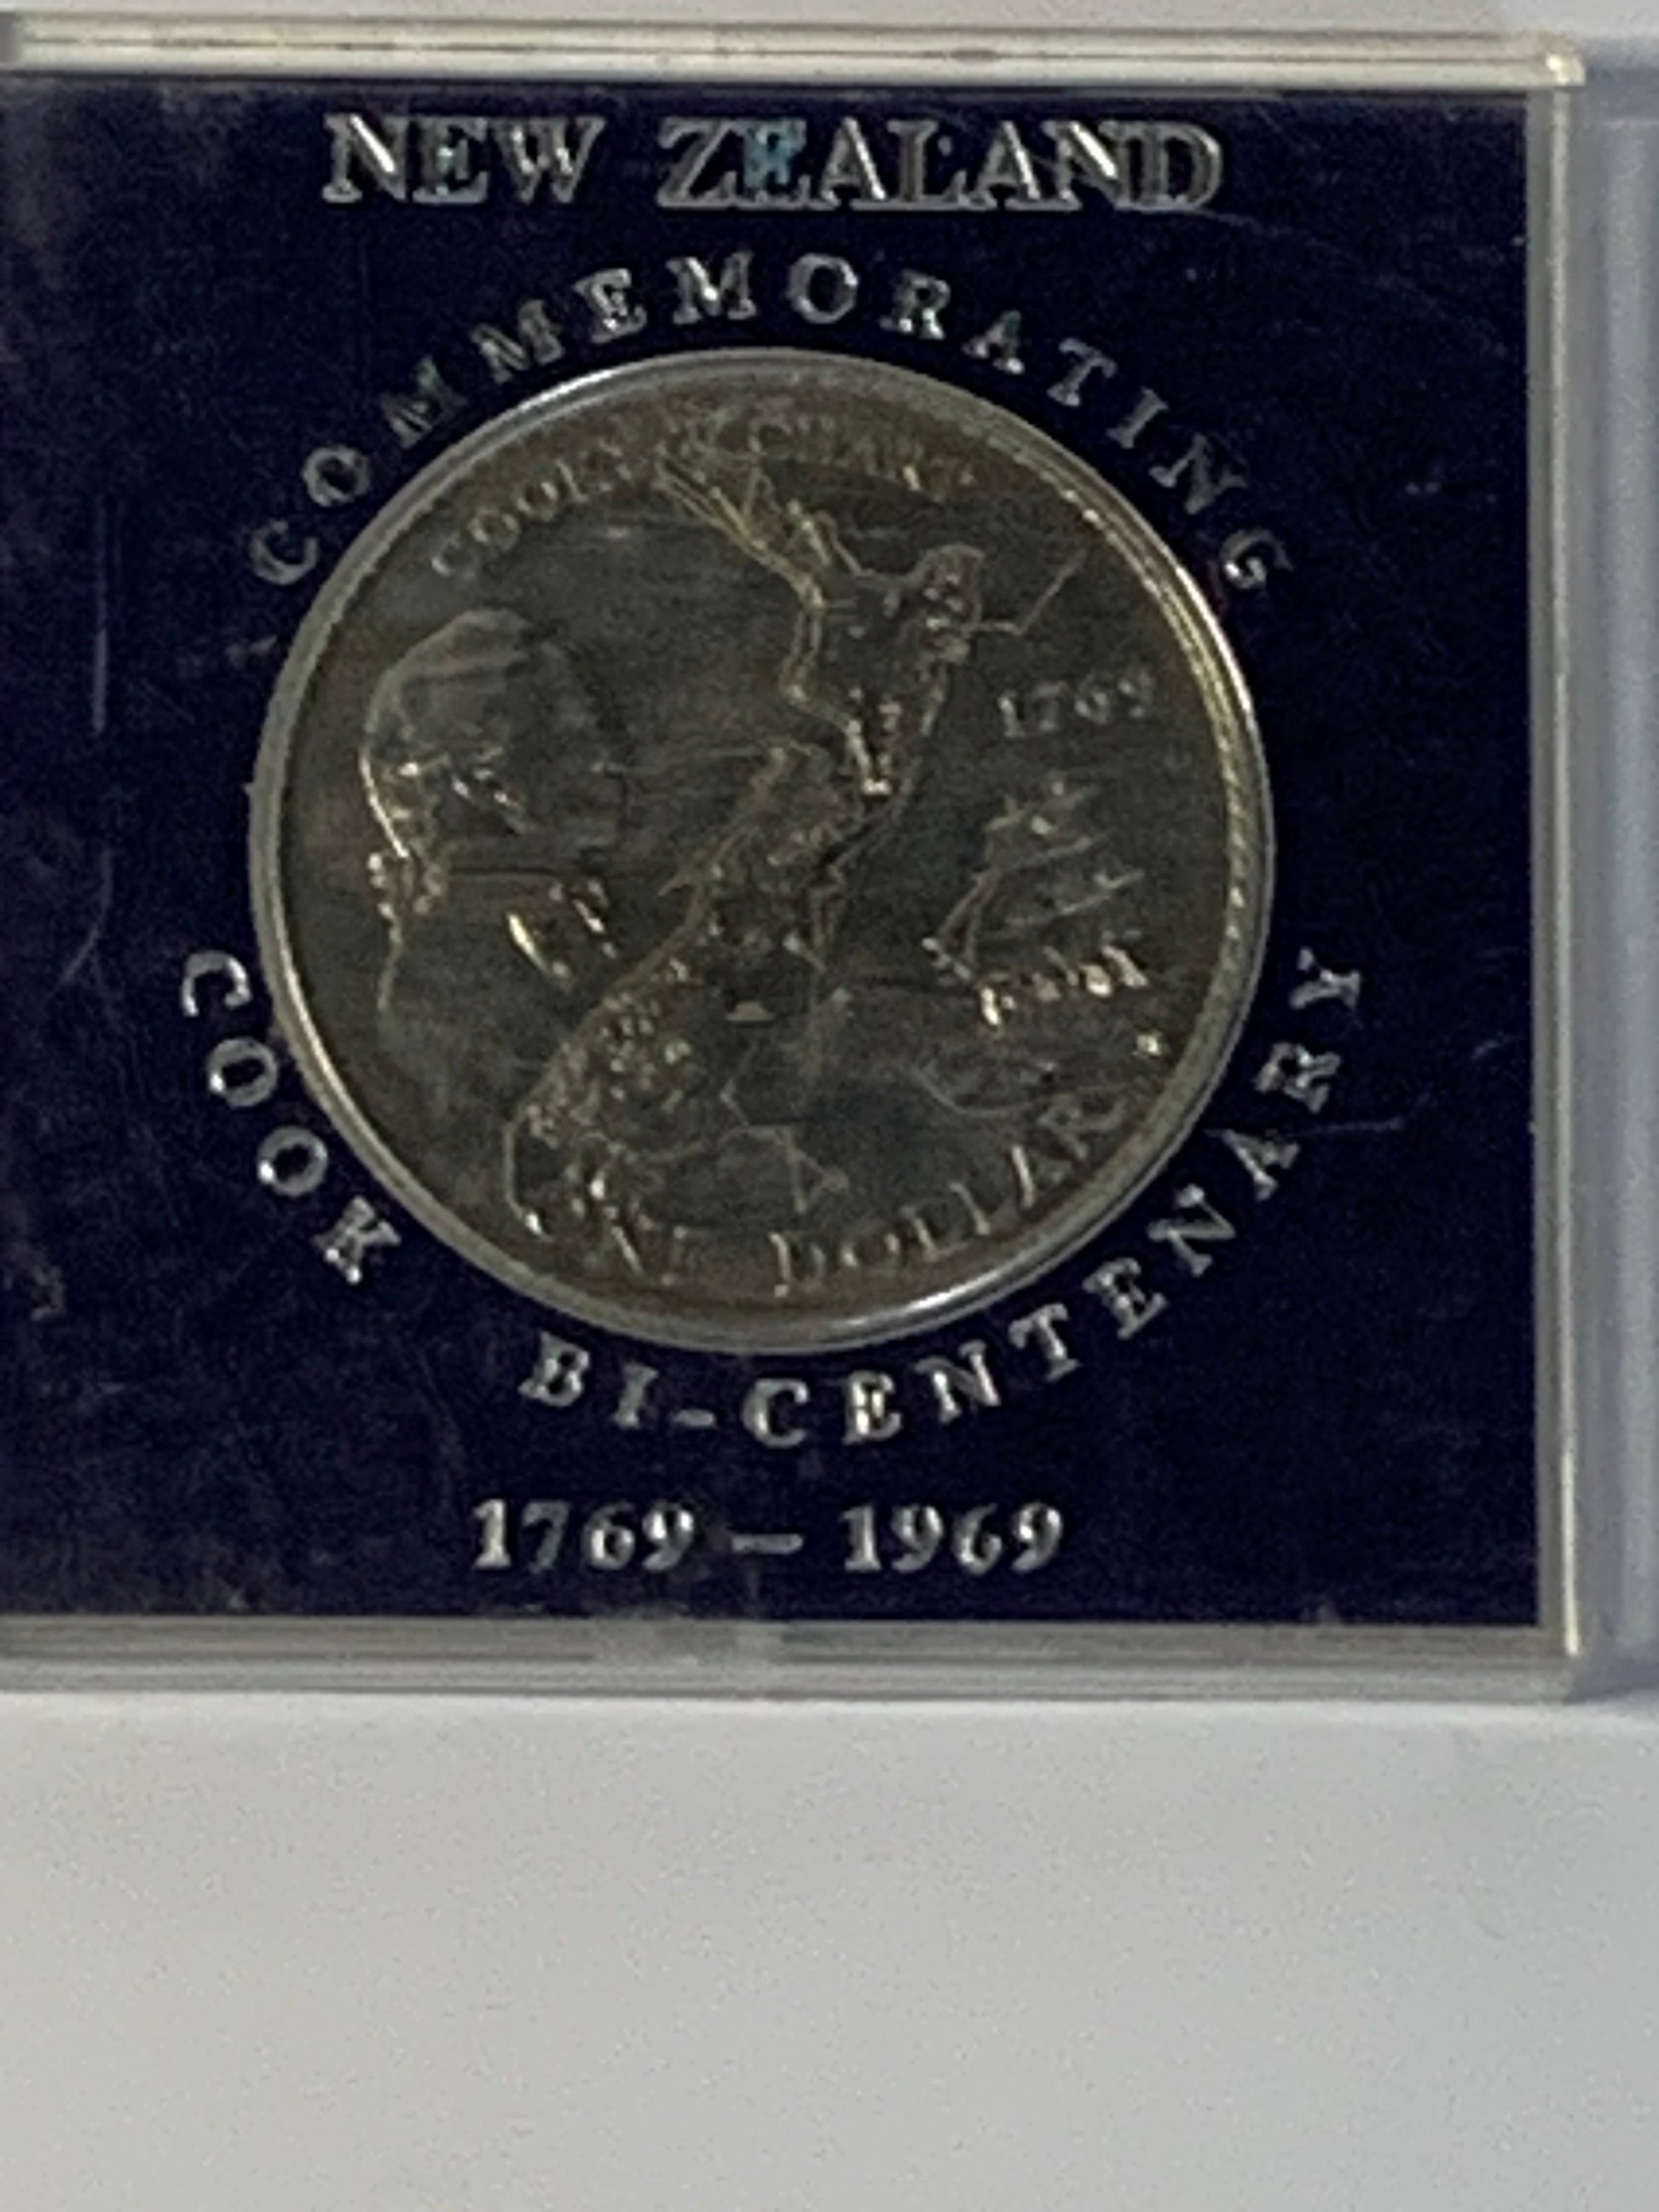 NEW ZEALAND
COMMEMORATING
COOK'S CHART
1769
ONE DOLLAR
COOK BI-CENTENARY
1769 – 1969